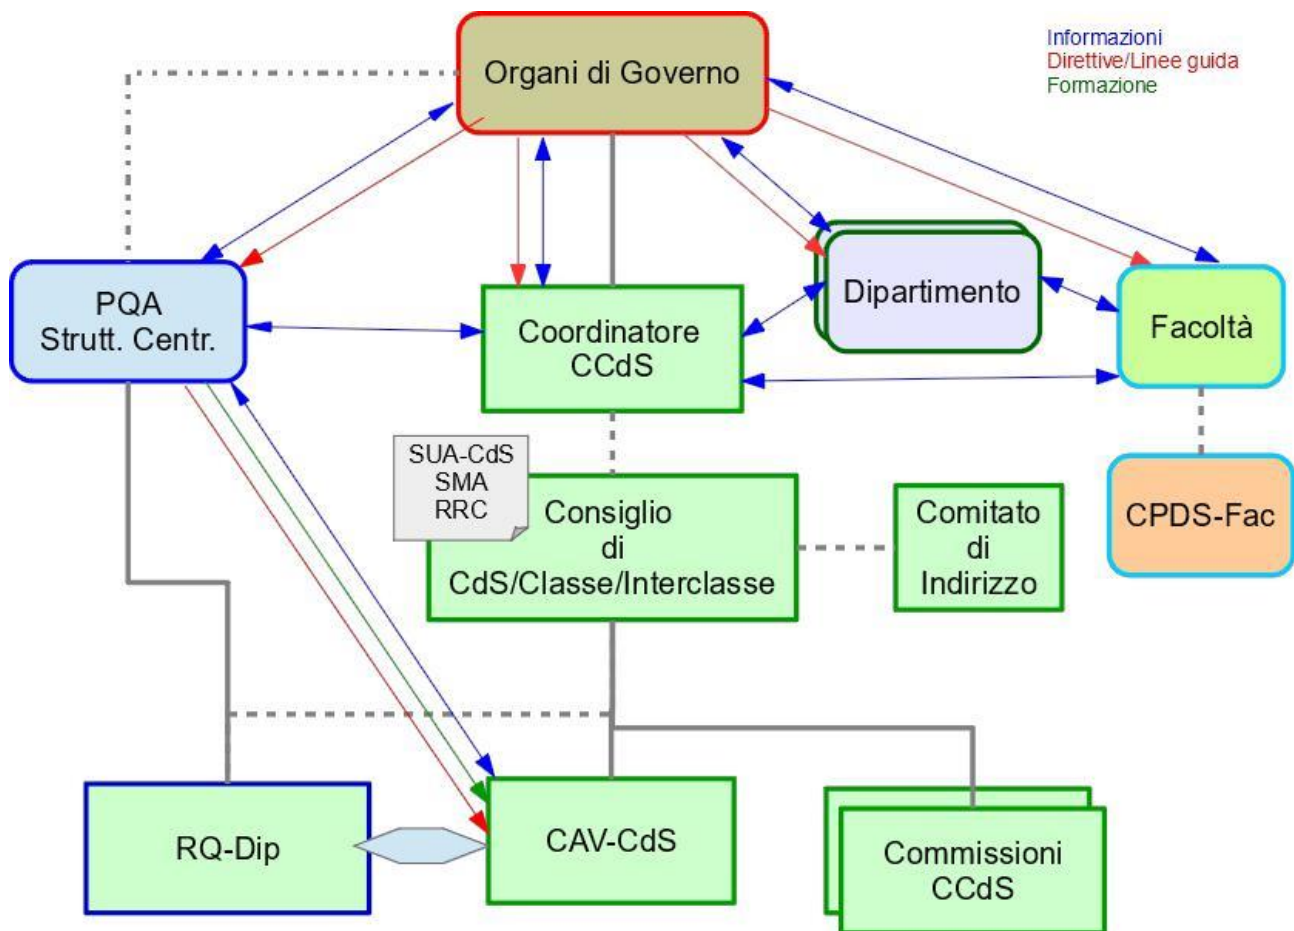 Informazioni
Direttive/Linee guida
Formazione
Organi di Governo
PQA
Strutt. Centr.
Coordinatore
CCdS
Dipartimento
Facoltà
SUA-CdS
SMA
RRC
Consiglio
di
CdS/Classe/Interclasse
Comitato
di
Indirizzo
CPDS-Fac
RQ-Dip
CAV-CdS
Commissioni
CCdS